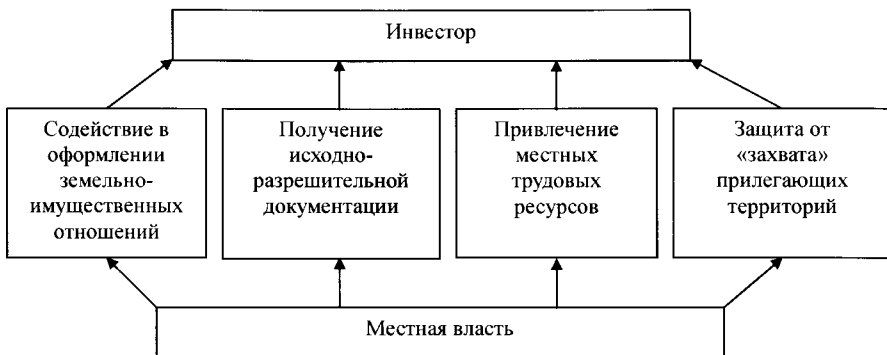 Инвестор
Содействие в
оформлении
земельно-
имущественных
отношений
Получение
исходно-
разрешительной
документации
Привлечение
местных
трудовых
ресурсов
Защита от
«захвата»
прилегающих
территорий
Местная власть